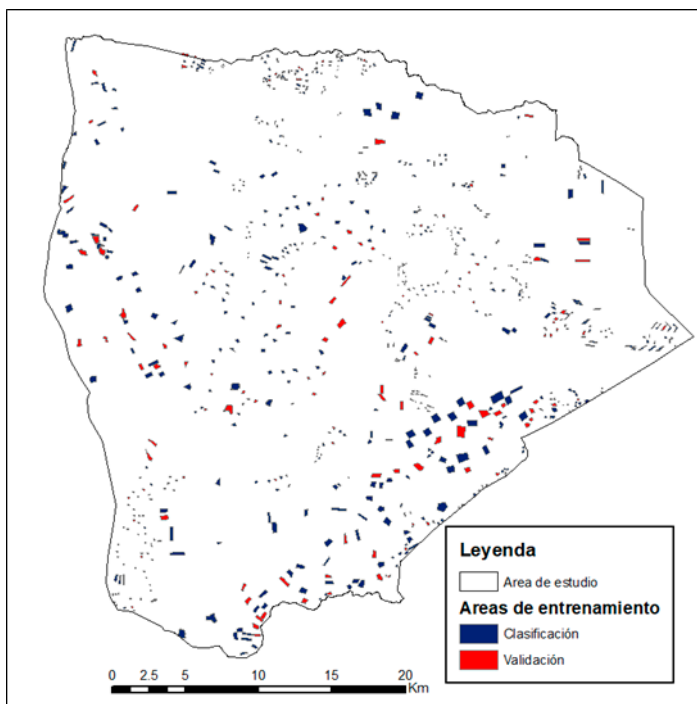 Leyenda
Area de estudio
Areas de entrenamiento
Clasificación
Validación
0 2.5 5 10 15 20
Km